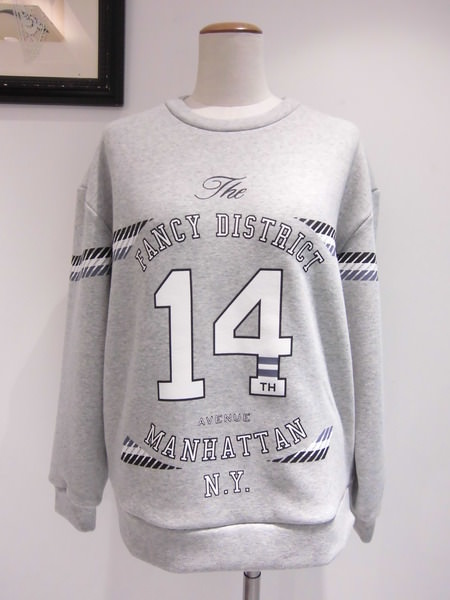 The
FANCY DISTRICT
14
TH
AVENUE
MANHATTAN
N.Y.